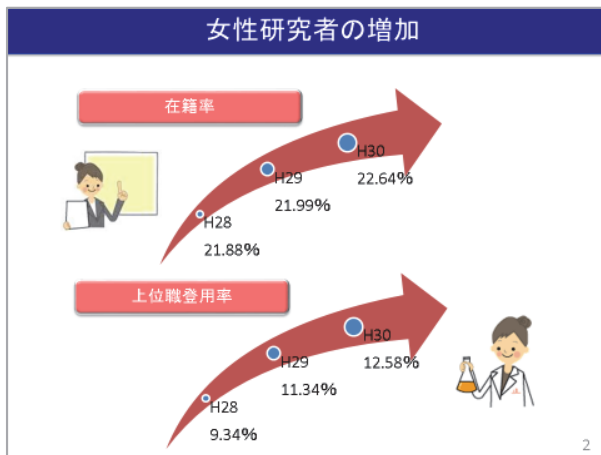 女性研究者の増加
在籍率
H30
22.64%
H29
21.99%
H28
21.88%
上位職登用率
H30
12.58%
H29
11.34%
H28
9.34%
2